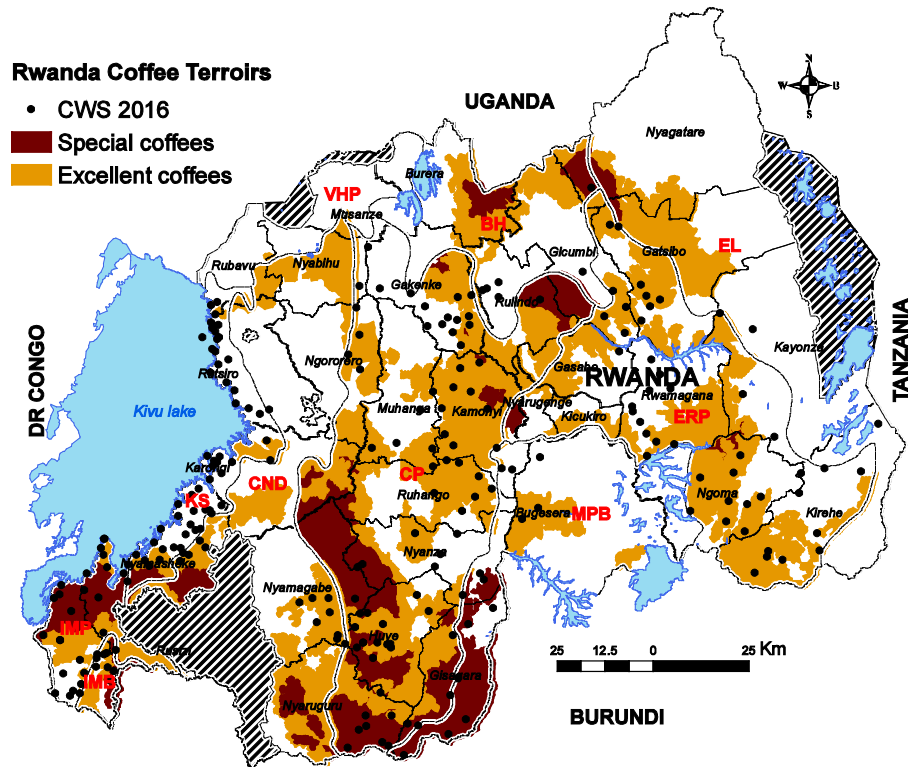 Rwanda Coffee Terroirs
CWS 2016
Special coffees
Excellent coffees
UGANDA
N
W
B
S
Nyagatare
Burera
VHP
Musanze
BH
Gicumbi
Gatsibo
EL
Rubavu
Nyabihu
Gakenke
Rulindo
DR CONGO
TANZANIA
Kayonza
Rutsiro
Ngororero
Gasabo
RWANDA
Kivu lake
Muhanga
Kamonyi
Nyarugenge
Kicukiro
Rwamagana
ERP
Karongi
KS
CND
CP
Ruhango
Ngoma
Bugesera
MPB
Kirehe
Nyamasheke
Nyanza
Nyamagabe
IMP
Huye
Rusizi
IMB
Gisagara
Nyaruguru
25
12.5
0
25
Km
BURUNDI